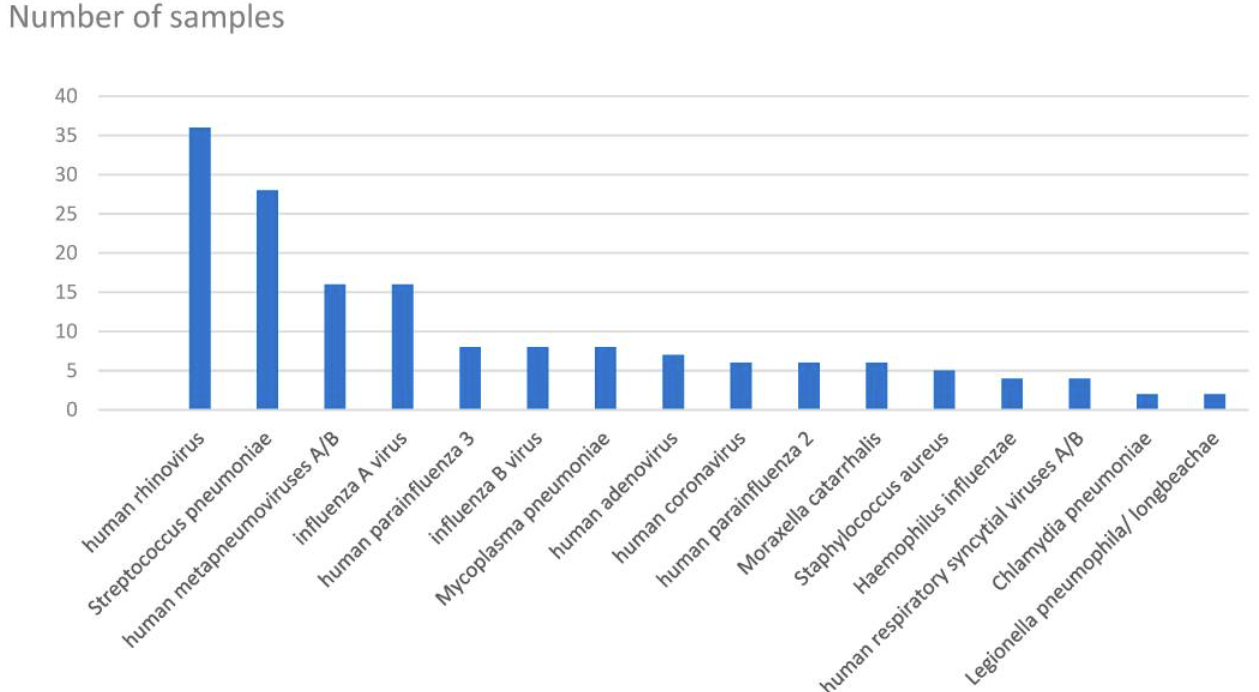 Number of samples
40
35
30
25
20
15
10
5
0
human rhinovirus
Streptococcus pneumoniae
human metapneumoviruses A/B
influenza A virus
human parainfluenza 3
influenza B virus
Mycoplasma pneumoniae
human adenovirus
human coronavirus
human parainfluenza 2
Moraxella catarrhalis
Staphylococcus aureus
Haemophilus influenzae
human respiratory syncytial viruses A/B
Chlamydia pneumoniae
Legionella pneumophila/ longbeachae